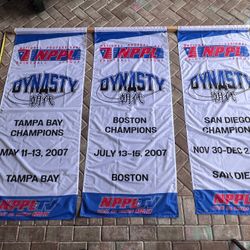 NPPL
DYNASTY
朝代
TAMPA BAY
CHAMPIONS
MAY 11-13, 2007
TAMPA BAY
NPPL
NPPL
DYNASTY
朝代
BOSTON
CHAMPIONS
JULY 13-15, 2007
BOSTON
NPPL
NPPL
DYNASTY
朝代
SAN DIEGO
CHAMPIONS
NOV 30-DEC 2
SAN DIE
NPPL